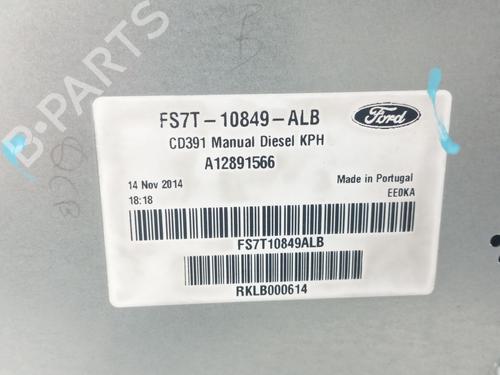 B-PARTS
FS7T-10849-ALB
Ford
CD391 Manual Diesel KPH
A12891566
14 Nov 2014
Made in Portugal
18:18
EE0KA
FS7T10849ALB
RKLB000614